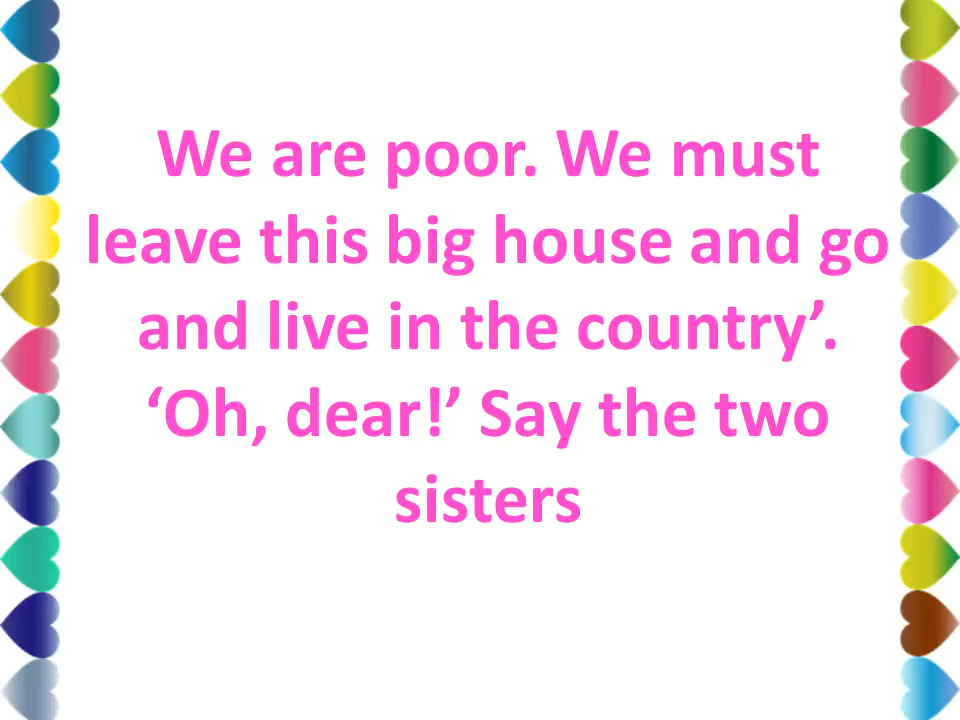 We are poor. We must
leave this big house and go
and live in the country’.
‘Oh, dear!’ Say the two
sisters